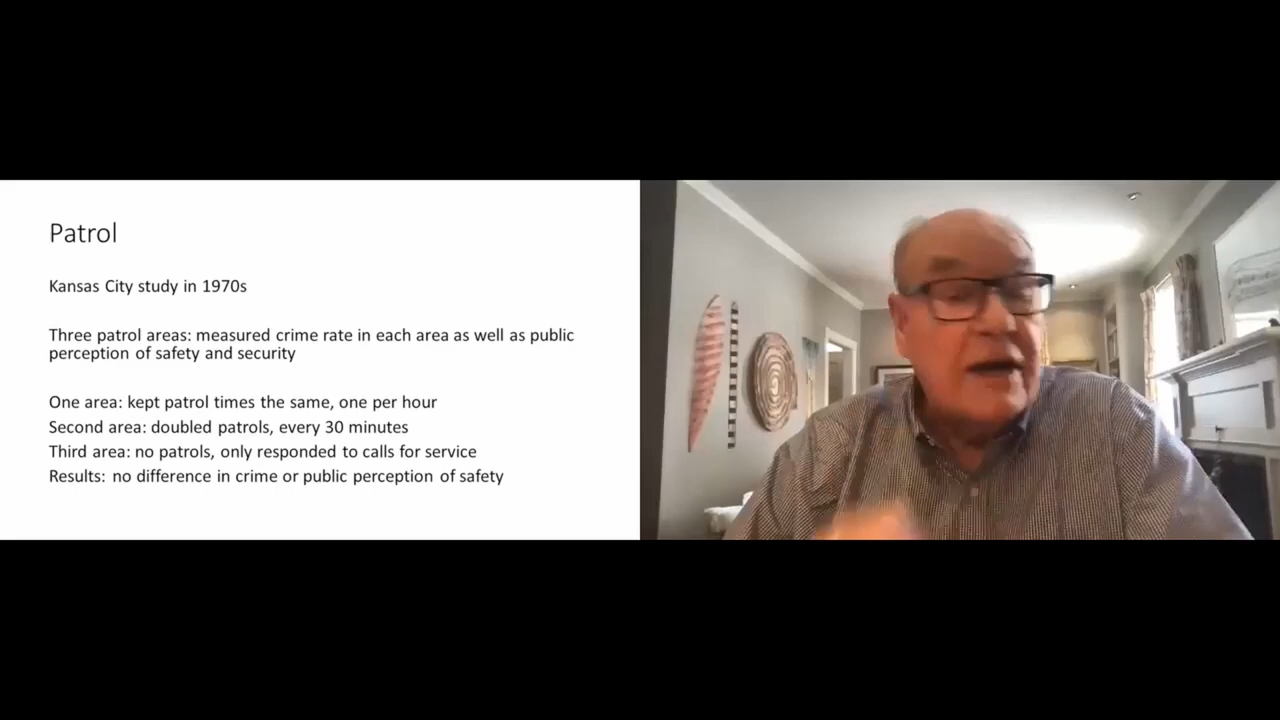 Patrol
Kansas City study in 1970s
Three patrol areas: measured crime rate in each area as well as public
perception of safety and security
One area: kept patrol times the same, one per hour
Second area: doubled patrols, every 30 minutes
Third area: no patrols, only responded to calls for service
Results: no difference in crime or public perception of safety